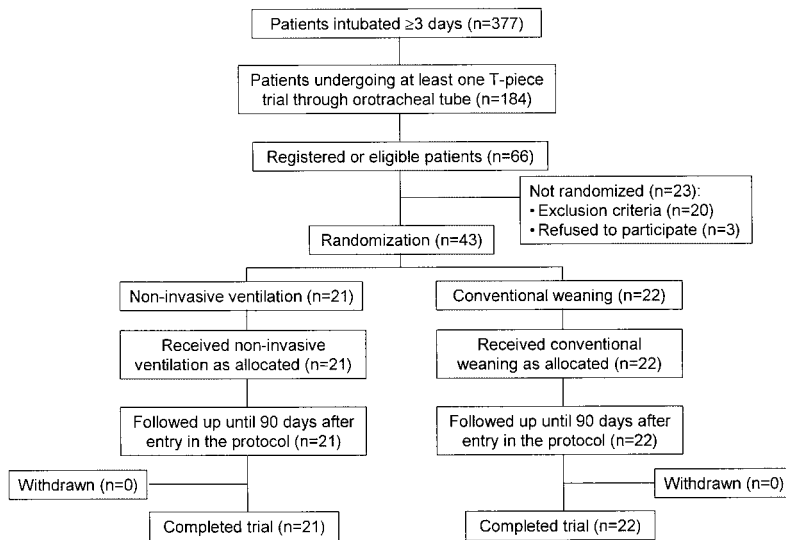 Patients intubated ≥3 days (n=377)
Patients undergoing at least one T-piece
trial through orotracheal tube (n=184)
Registered or eligible patients (n=66)
Not randomized (n=23):
• Exclusion criteria (n=20)
• Refused to participate (n=3)
Randomization (n=43)
Non-invasive ventilation (n=21)
Conventional weaning (n=22)
Received non-invasive
ventilation as allocated (n=21)
Received conventional
weaning as allocated (n=22)
Followed up until 90 days after
entry in the protocol (n=21)
Followed up until 90 days after
entry in the protocol (n=22)
Withdrawn (n=0)
Withdrawn (n=0)
Completed trial (n=21)
Completed trial (n=22)